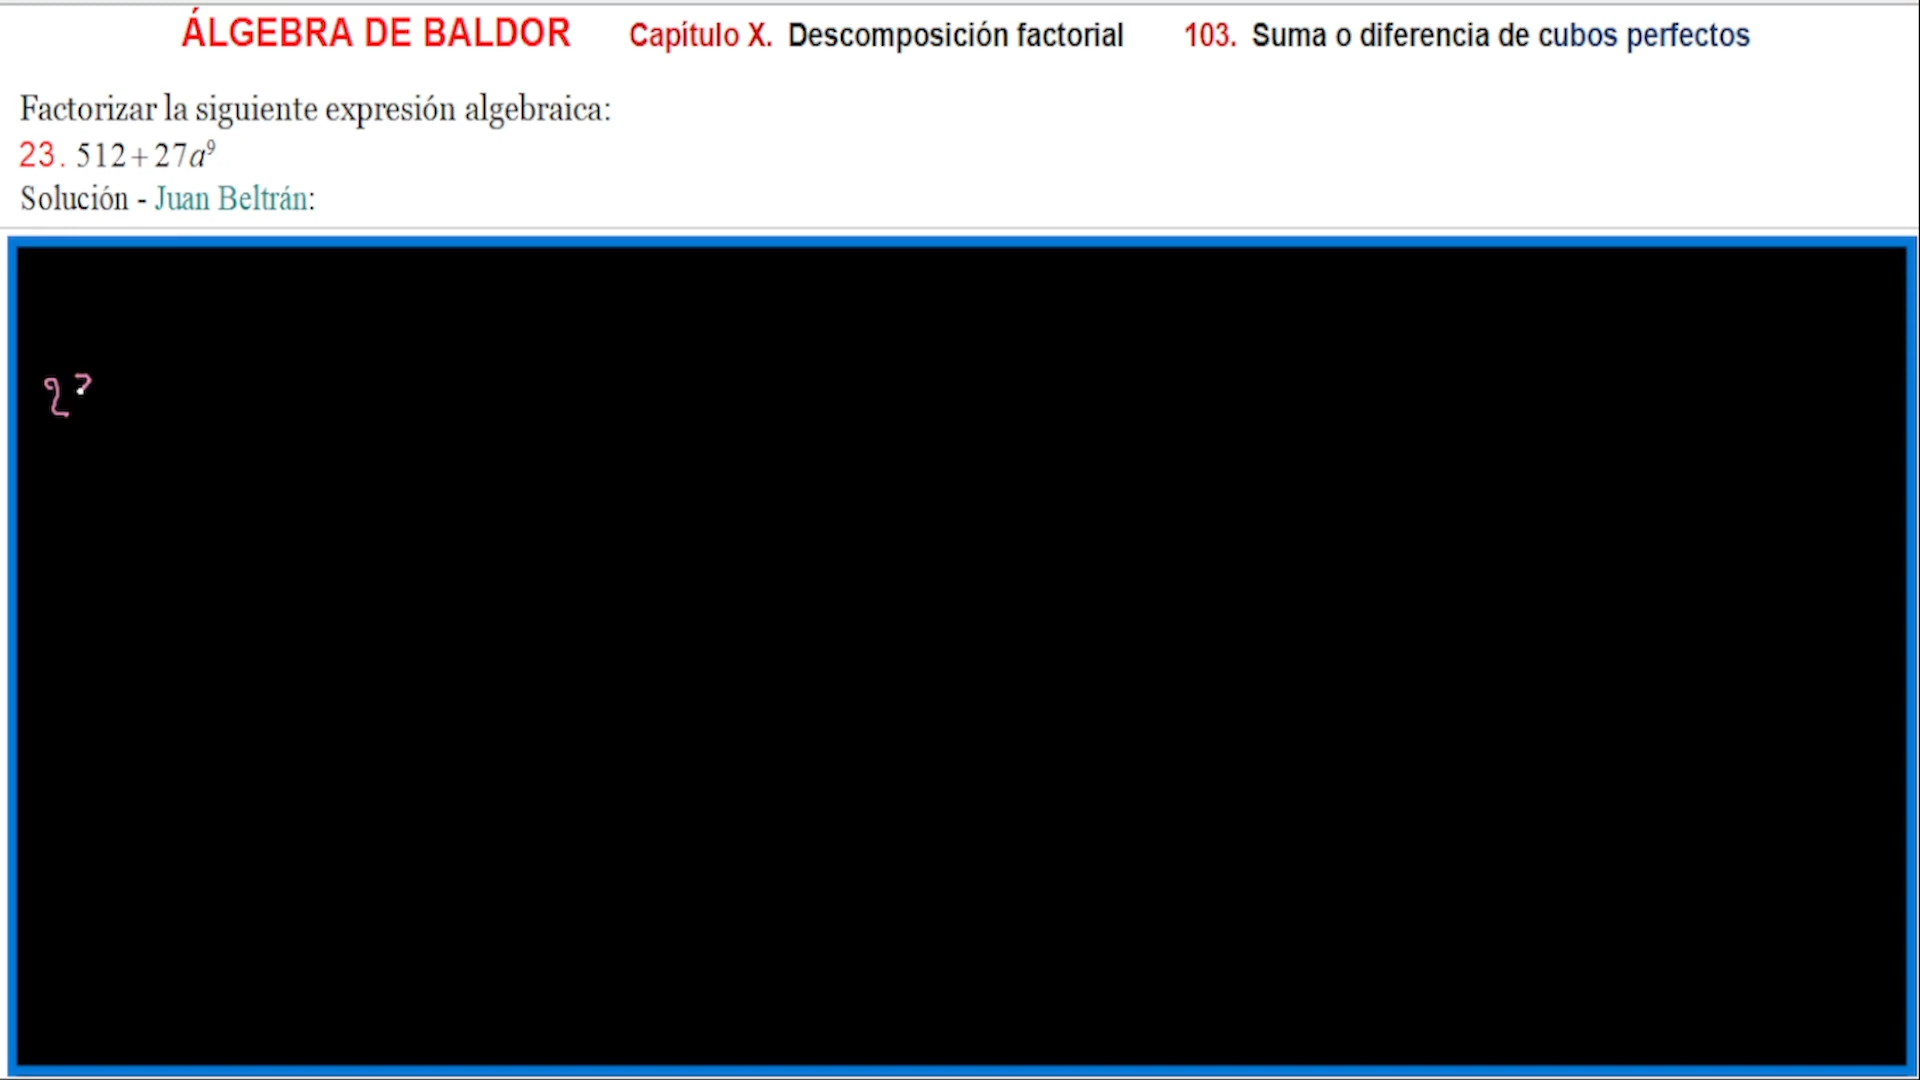 ÁLGEBRA DE BALDOR Capítulo X. Descomposición factorial 103. Suma o diferencia de cubos perfectos
Factorizar la siguiente expresión algebraica:
23. 512+27a⁹
Solución - Juan Beltrán: